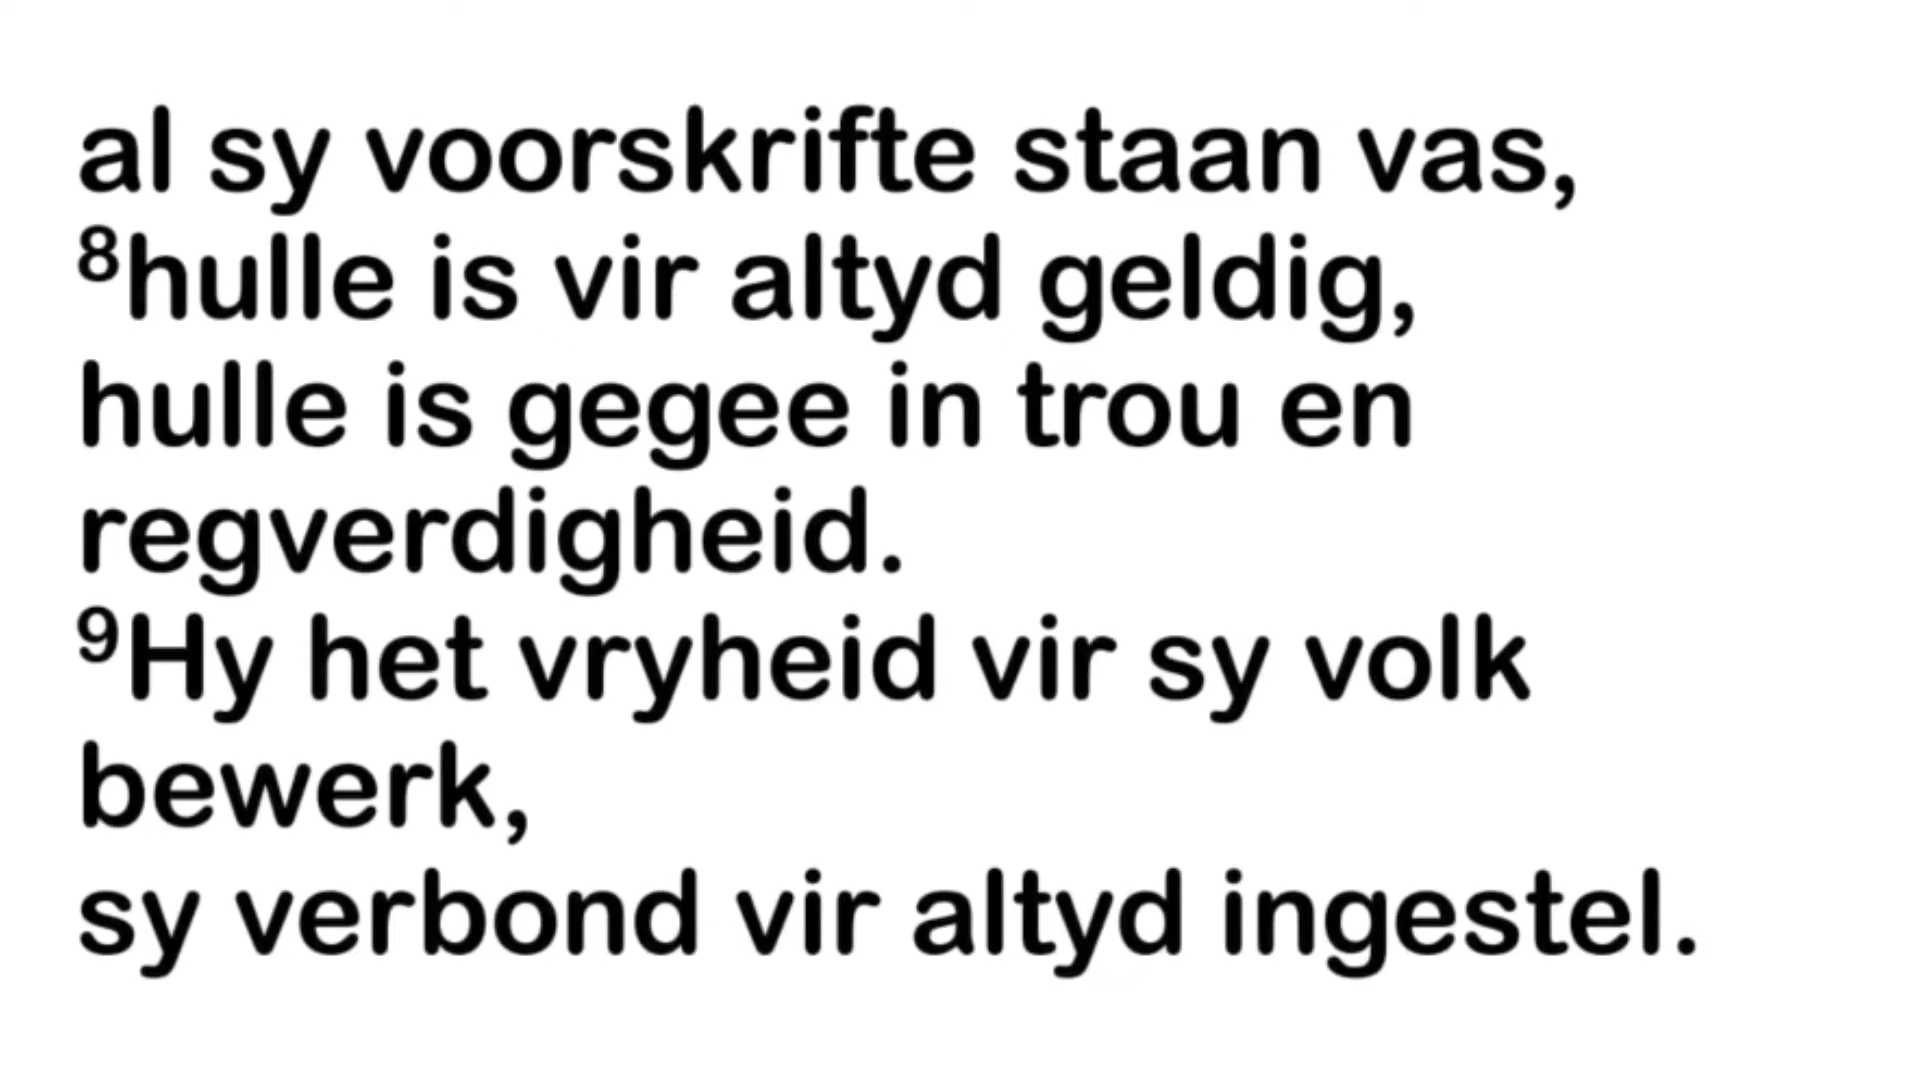 al sy voorskrifte staan vas,
⁸hulle is vir altyd geldig,
hulle is gegee in trou en
regverdigheid.
⁹Hy het vryheid vir sy volk
bewerk,
sy verbond vir altyd ingestel.